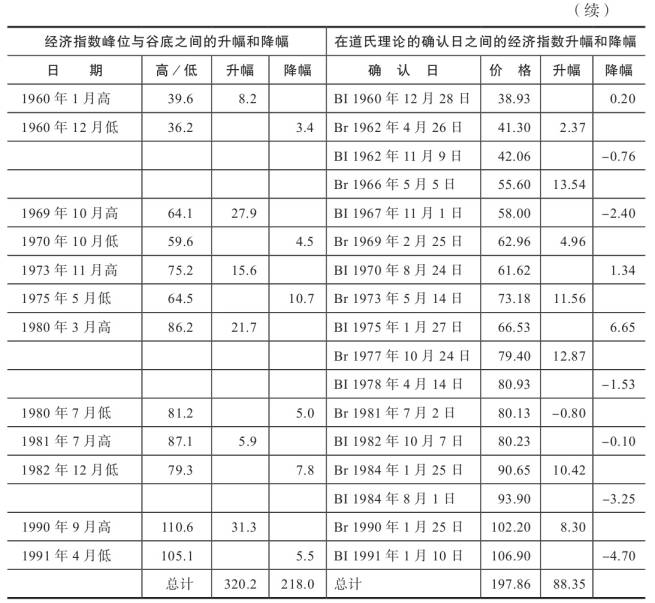 （续）
经济指数峰位与谷底之间的升幅和降幅 在道氏理论的确认日之间的经济指数升幅和降幅
日 期 高／低 升幅 降幅 确 认 日 价 格 升幅 降幅
1960 年 1 月高 39.6 8.2 BI 1960 年 12 月 28 日 38.93 0.20
1960 年 12 月低 36.2 3.4 Br 1962 年 4 月 26 日 41.30 2.37
BI 1962 年 11 月 9 日 42.06 –0.76
Br 1966 年 5 月 5 日 55.60 13.54
1969 年 10 月高 64.1 27.9 BI 1967 年 11 月 1 日 58.00 –2.40
1970 年 10 月低 59.6 4.5 Br 1969 年 2 月 25 日 62.96 4.96
1973 年 11 月高 75.2 15.6 BI 1970 年 8 月 24 日 61.62 1.34
1975 年 5 月低 64.5 10.7 Br 1973 年 5 月 14 日 73.18 11.56
1980 年 3 月高 86.2 21.7 BI 1975 年 1 月 27 日 66.53 6.65
Br 1977 年 10 月 24 日 79.40 12.87
BI 1978 年 4 月 14 日 80.93 –1.53
1980 年 7 月低 81.2 5.0 Br 1981 年 7 月 2 日 80.13 –0.80
1981 年 7 月高 87.1 5.9 BI 1982 年 10 月 7 日 80.23 –0.10
1982 年 12 月低 79.3 7.8 Br 1984 年 1 月 25 日 90.65 10.42
BI 1984 年 8 月 1 日 93.90 –3.25
1990 年 9 月高 110.6 31.3 Br 1990 年 1 月 25 日 102.20 8.30
1991 年 4 月低 105.1 5.5 BI 1991 年 1 月 10 日 106.90 –4.70
总计 320.2 218.0 总计 197.86 88.35